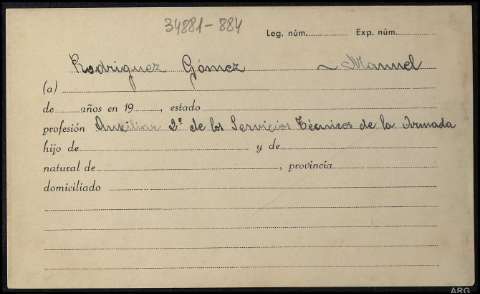 34881-884
Leg. núm. Exp. núm.
Rodriguez Gómez ~ Manuel
(a)
de años en 19 , estado
profesión Auxiliar 2º de los Servicios Técnicos de la Armada
hijo de y de
natural de , provincia
domiciliado
ARG